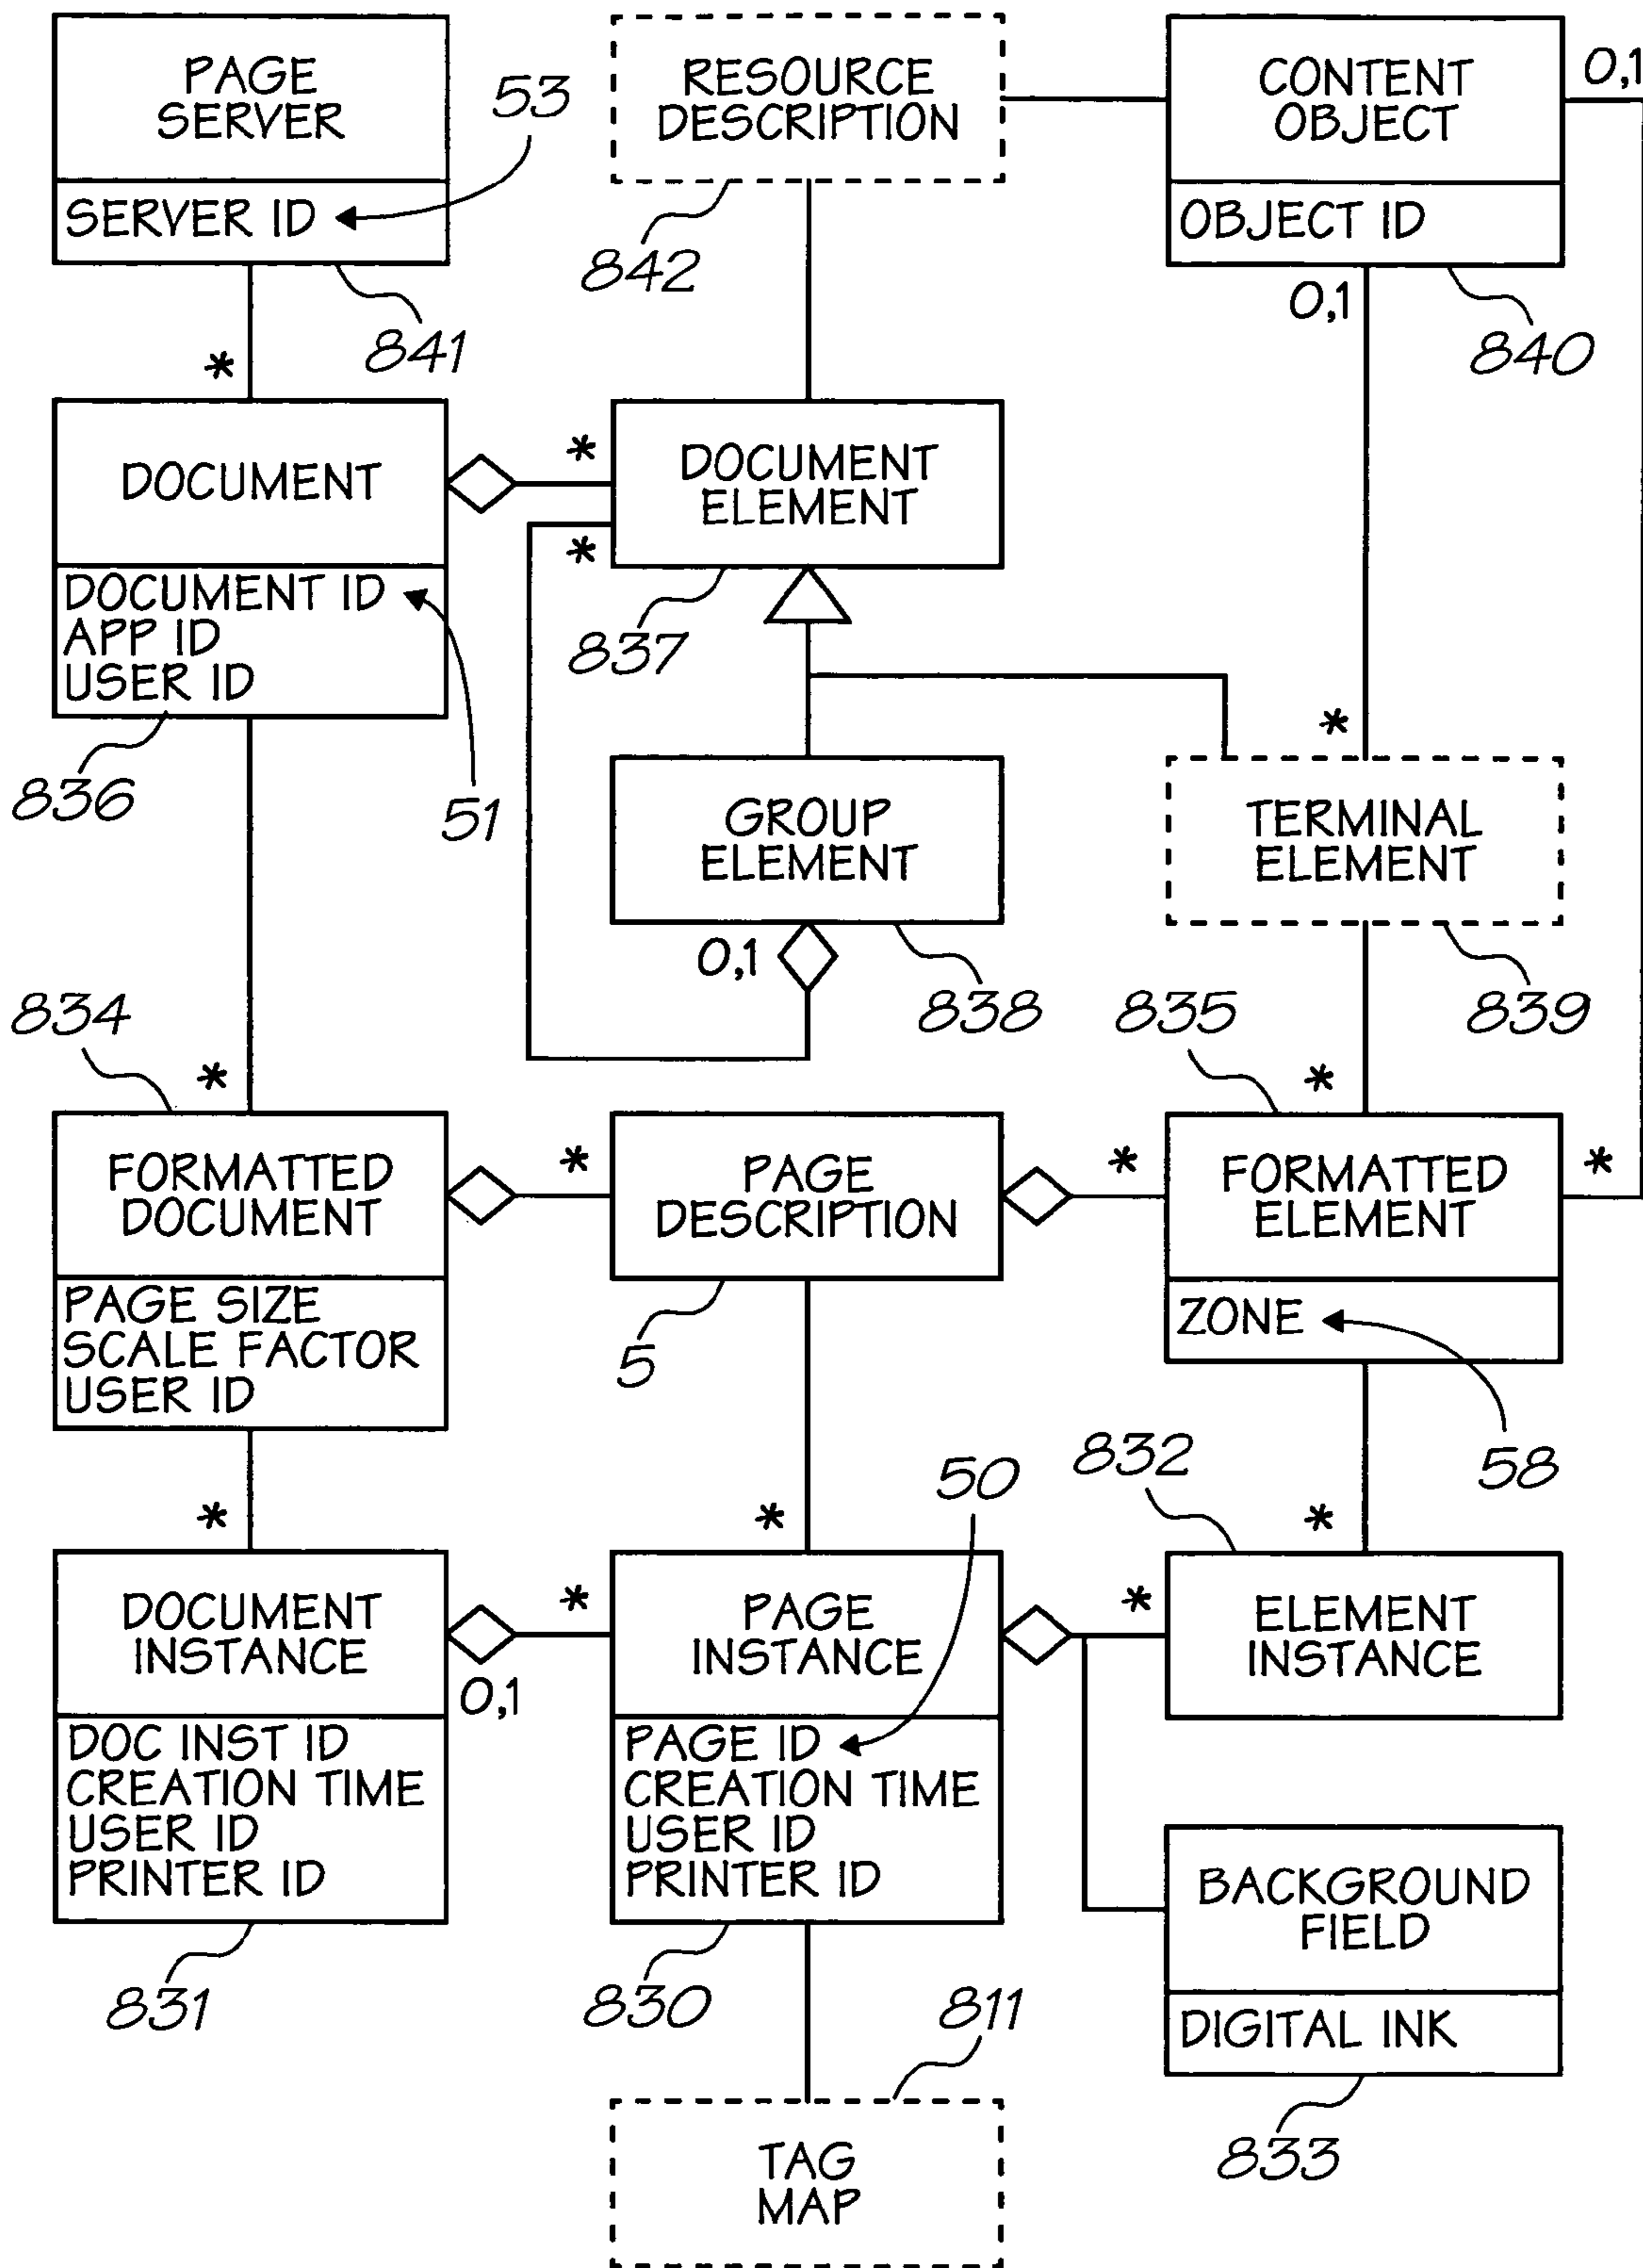 PAGE
SERVER
SERVER ID
53
841
RESOURCE
DESCRIPTION
842
CONTENT
OBJECT
OBJECT ID
0,1
0,1
840
*
DOCUMENT
DOCUMENT ID
APP ID
USER ID
836
51
*
*
DOCUMENT
ELEMENT
837
GROUP
ELEMENT
0,1
838
*
TERMINAL
ELEMENT
839
834
*
FORMATTED
DOCUMENT
PAGE SIZE
SCALE FACTOR
USER ID
*
PAGE
DESCRIPTION
5
*
835
*
FORMATTED
ELEMENT
*
ZONE
58
*
DOCUMENT
INSTANCE
0,1
DOC INST ID
CREATION TIME
USER ID
PRINTER ID
831
*
*
50
PAGE
INSTANCE
PAGE ID
CREATION TIME
USER ID
PRINTER ID
830
832
*
*
ELEMENT
INSTANCE
BACKGROUND
FIELD
DIGITAL INK
833
811
TAG
MAP